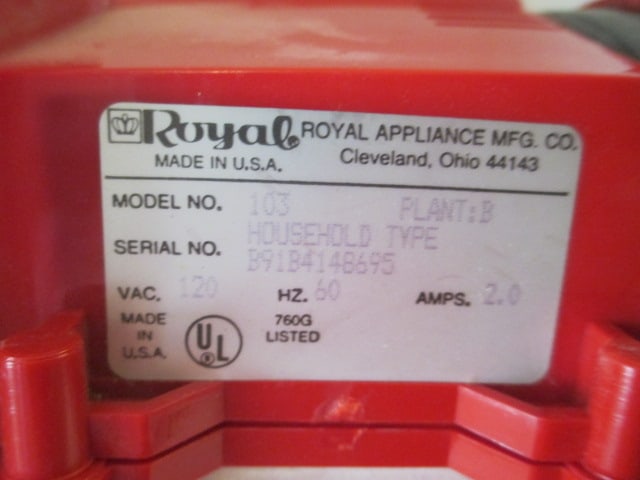 Royal® ROYAL APPLIANCE MFG. CO.
MADE IN U.S.A. Cleveland, Ohio 44143
MODEL NO. 103 PLANT:B
HOUSEHOLD TYPE
SERIAL NO. B91B4148695
VAC. 120 HZ. 60 AMPS. 2.0
MADE IN U.S.A. UL® 760G LISTED